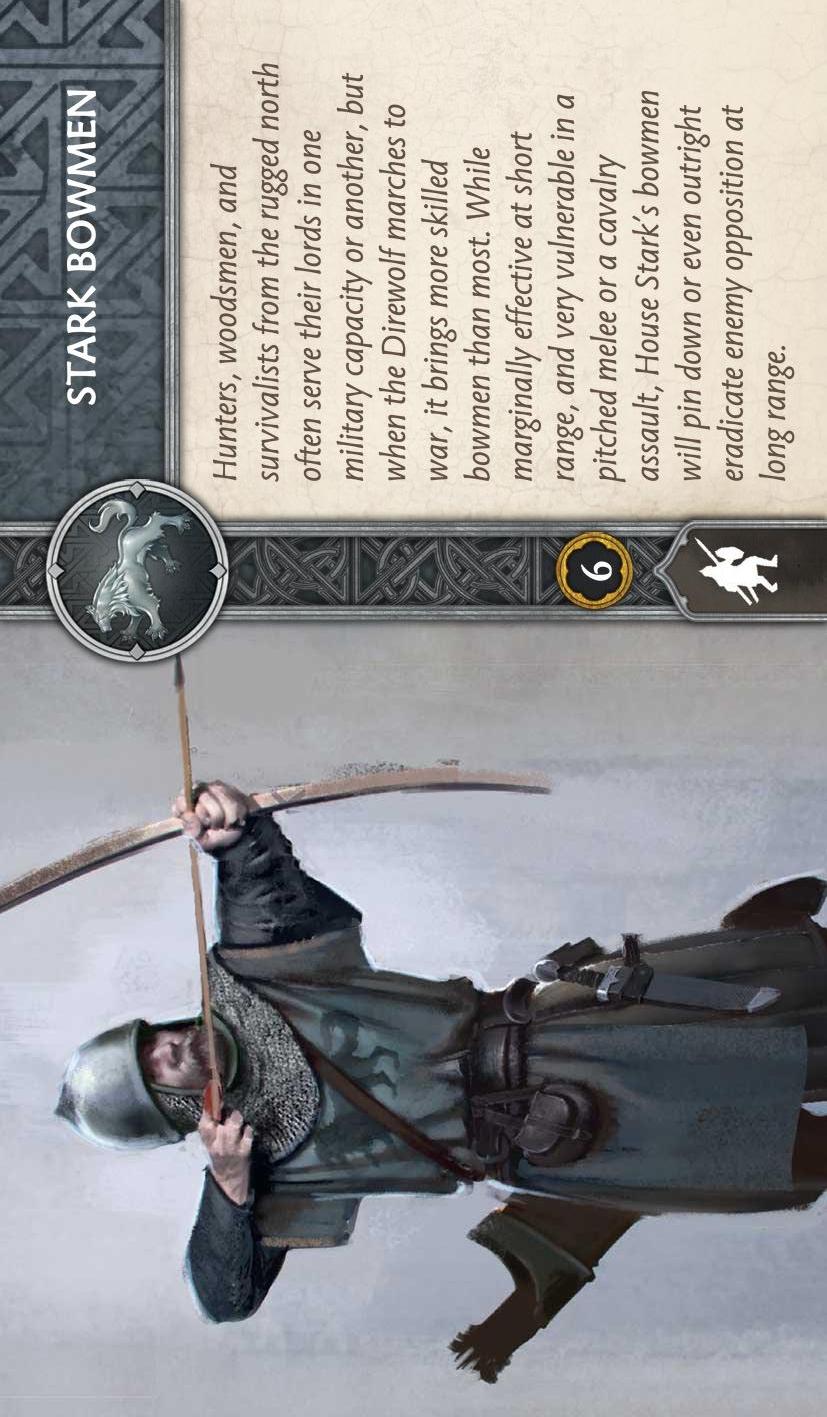 STARK BOWMEN
Hunters, woodsmen, and
survivalists from the rugged north
often serve their lords in one
military capacity or another, but
when the Direwolf marches to
war, it brings more skilled
bowmen than most. While
marginally effective at short
range, and very vulnerable in a
pitched melee or a cavalry
assault, House Stark's bowmen
will pin down or even outright
eradicate enemy opposition at
long range.
6